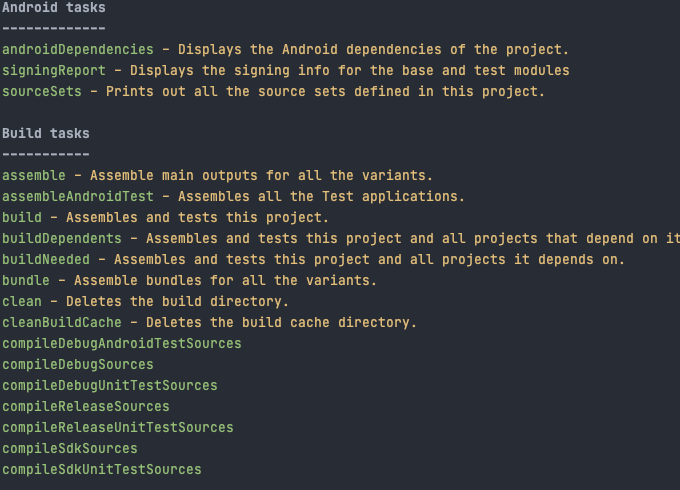 Android tasks
-------------
androidDependencies - Displays the Android dependencies of the project.
signingReport - Displays the signing info for the base and test modules
sourceSets - Prints out all the source sets defined in this project.
Build tasks
-----------
assemble - Assemble main outputs for all the variants.
assembleAndroidTest - Assembles all the Test applications.
build - Assembles and tests this project.
buildDependents - Assembles and tests this project and all projects that depend on it
buildNeeded - Assembles and tests this project and all projects it depends on.
bundle - Assemble bundles for all the variants.
clean - Deletes the build directory.
cleanBuildCache - Deletes the build cache directory.
compileDebugAndroidTestSources
compileDebugSources
compileDebugUnitTestSources
compileReleaseSources
compileReleaseUnitTestSources
compileSdkSources
compileSdkUnitTestSources